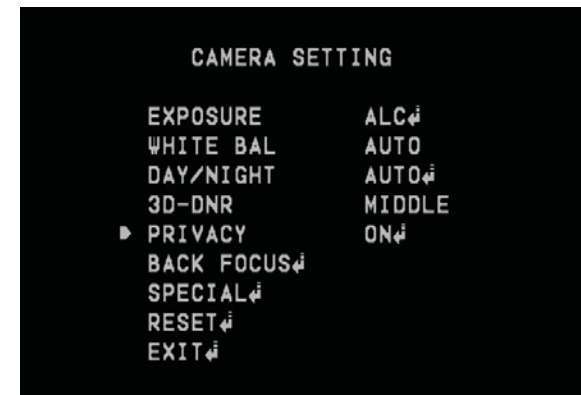 CAMERA SETTING
EXPOSURE ALC↲
WHITE BAL AUTO
DAY/NIGHT AUTO↲
3D-DNR MIDDLE
PRIVACY ON↲
BACK FOCUS↲
SPECIAL↲
RESET↲
EXIT↲